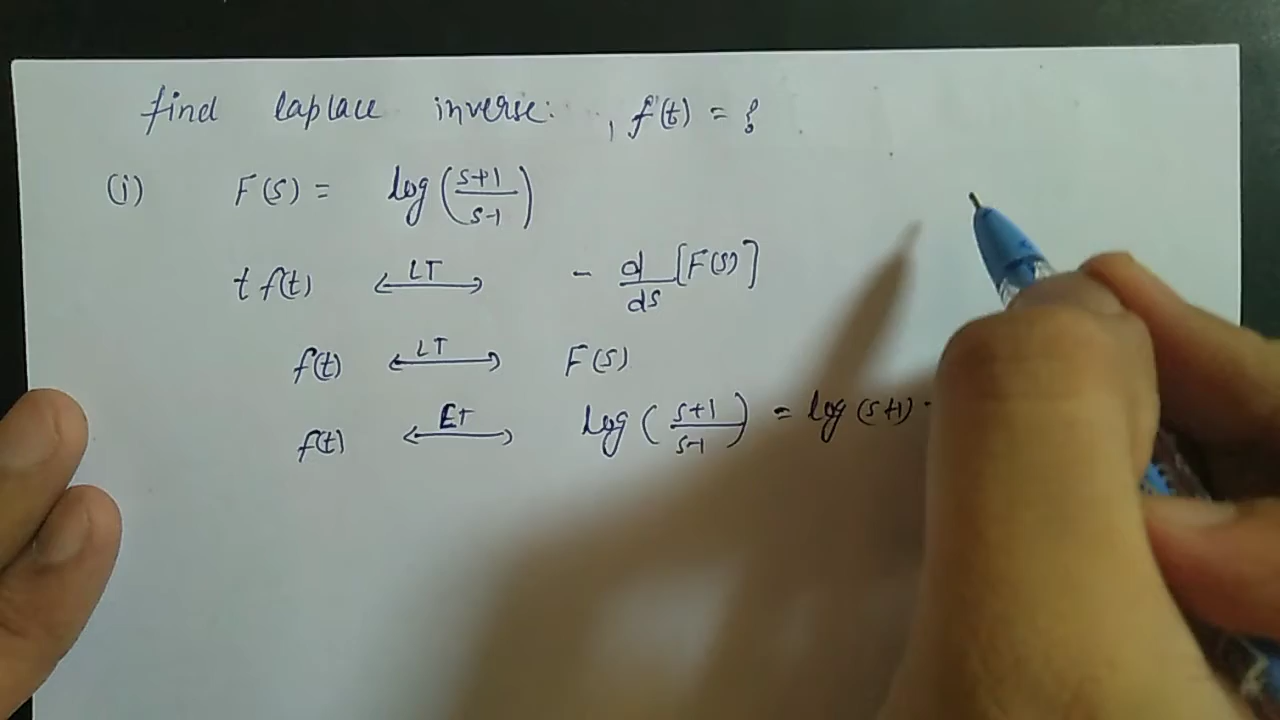 find laplace inverse: , f(t) = ?
(i) F(s) = log(s+1/s-1)
t f(t) ←LT→ - d/ds [F(s)]
f(t) ←LT→ F(s)
f(t) ←LT→ log(s+1/s-1) = log(s+1) -